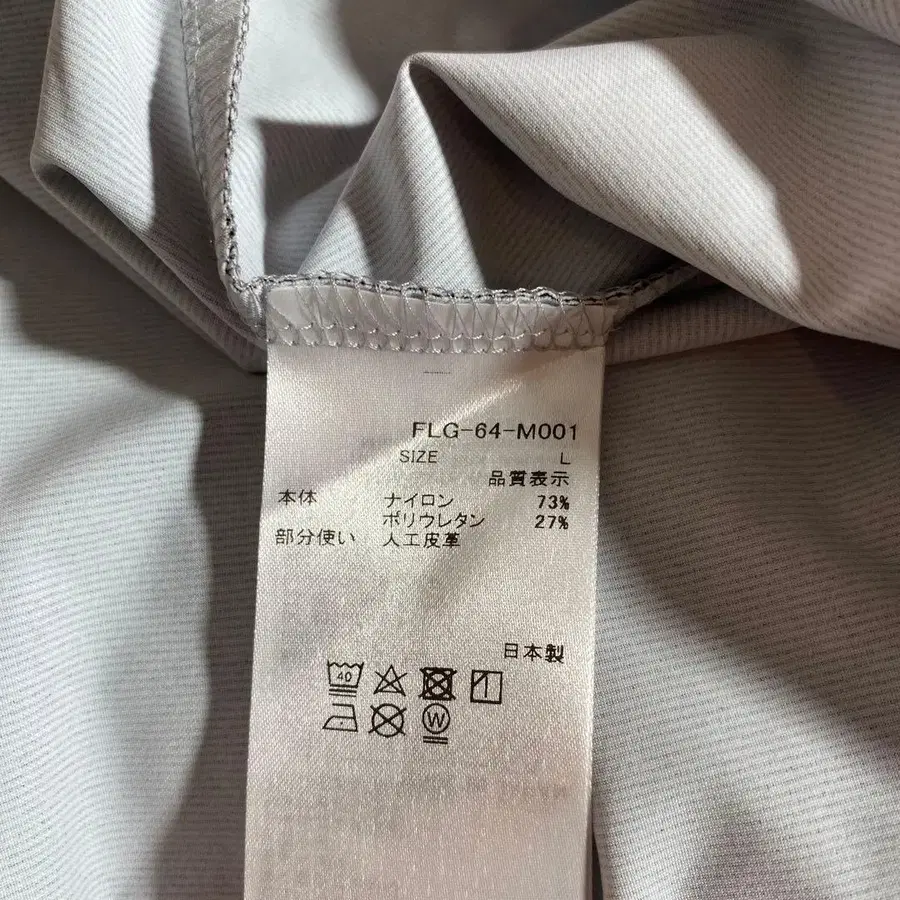 FLG-64-M001
SIZE L
品質表示
本体 ナイロン 73%
ポリウレタン 27%
部分使い 人工皮革
日本製
40
W